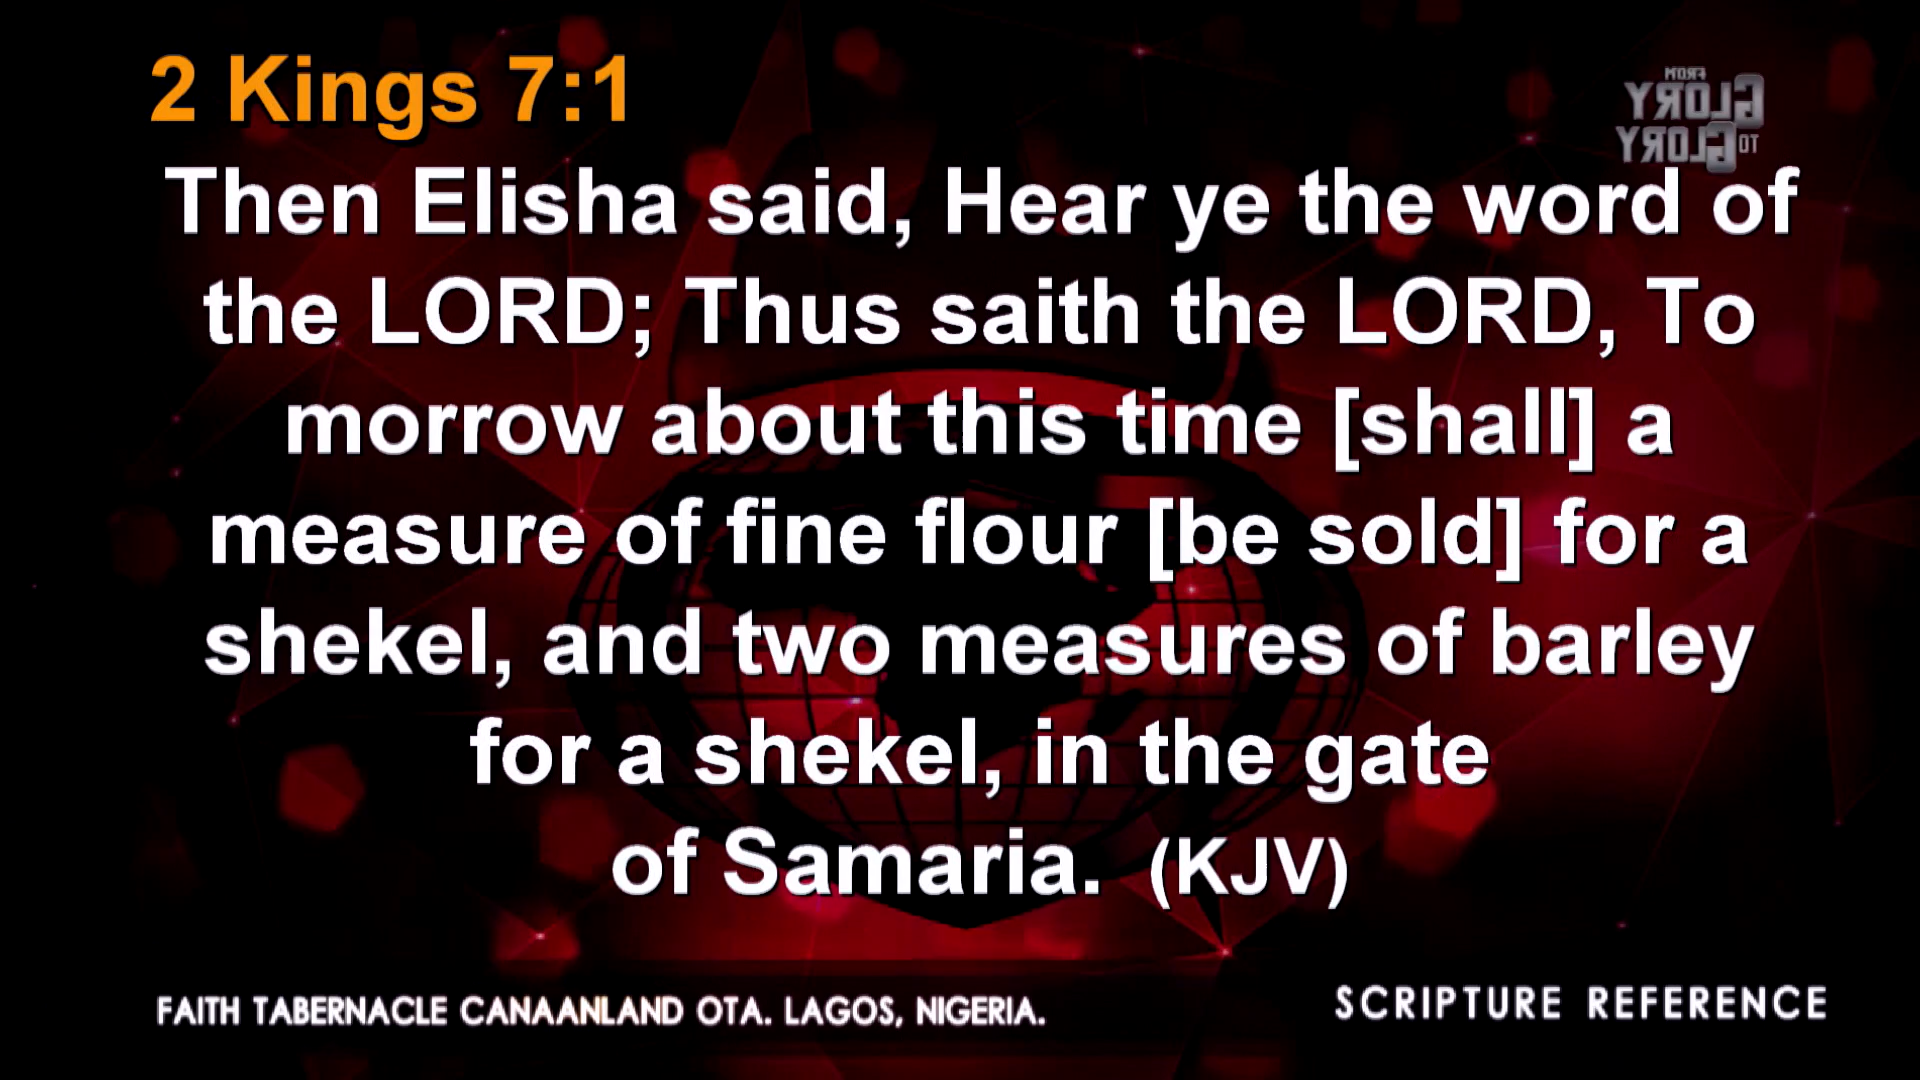 2 Kings 7:1
FROM
GLORY
TO GLORY
Then Elisha said, Hear ye the word of
the LORD; Thus saith the LORD, To
morrow about this time [shall] a
measure of fine flour [be sold] for a
shekel, and two measures of barley
for a shekel, in the gate
of Samaria. (KJV)
FAITH TABERNACLE CANAANLAND OTA. LAGOS, NIGERIA.
SCRIPTURE REFERENCE